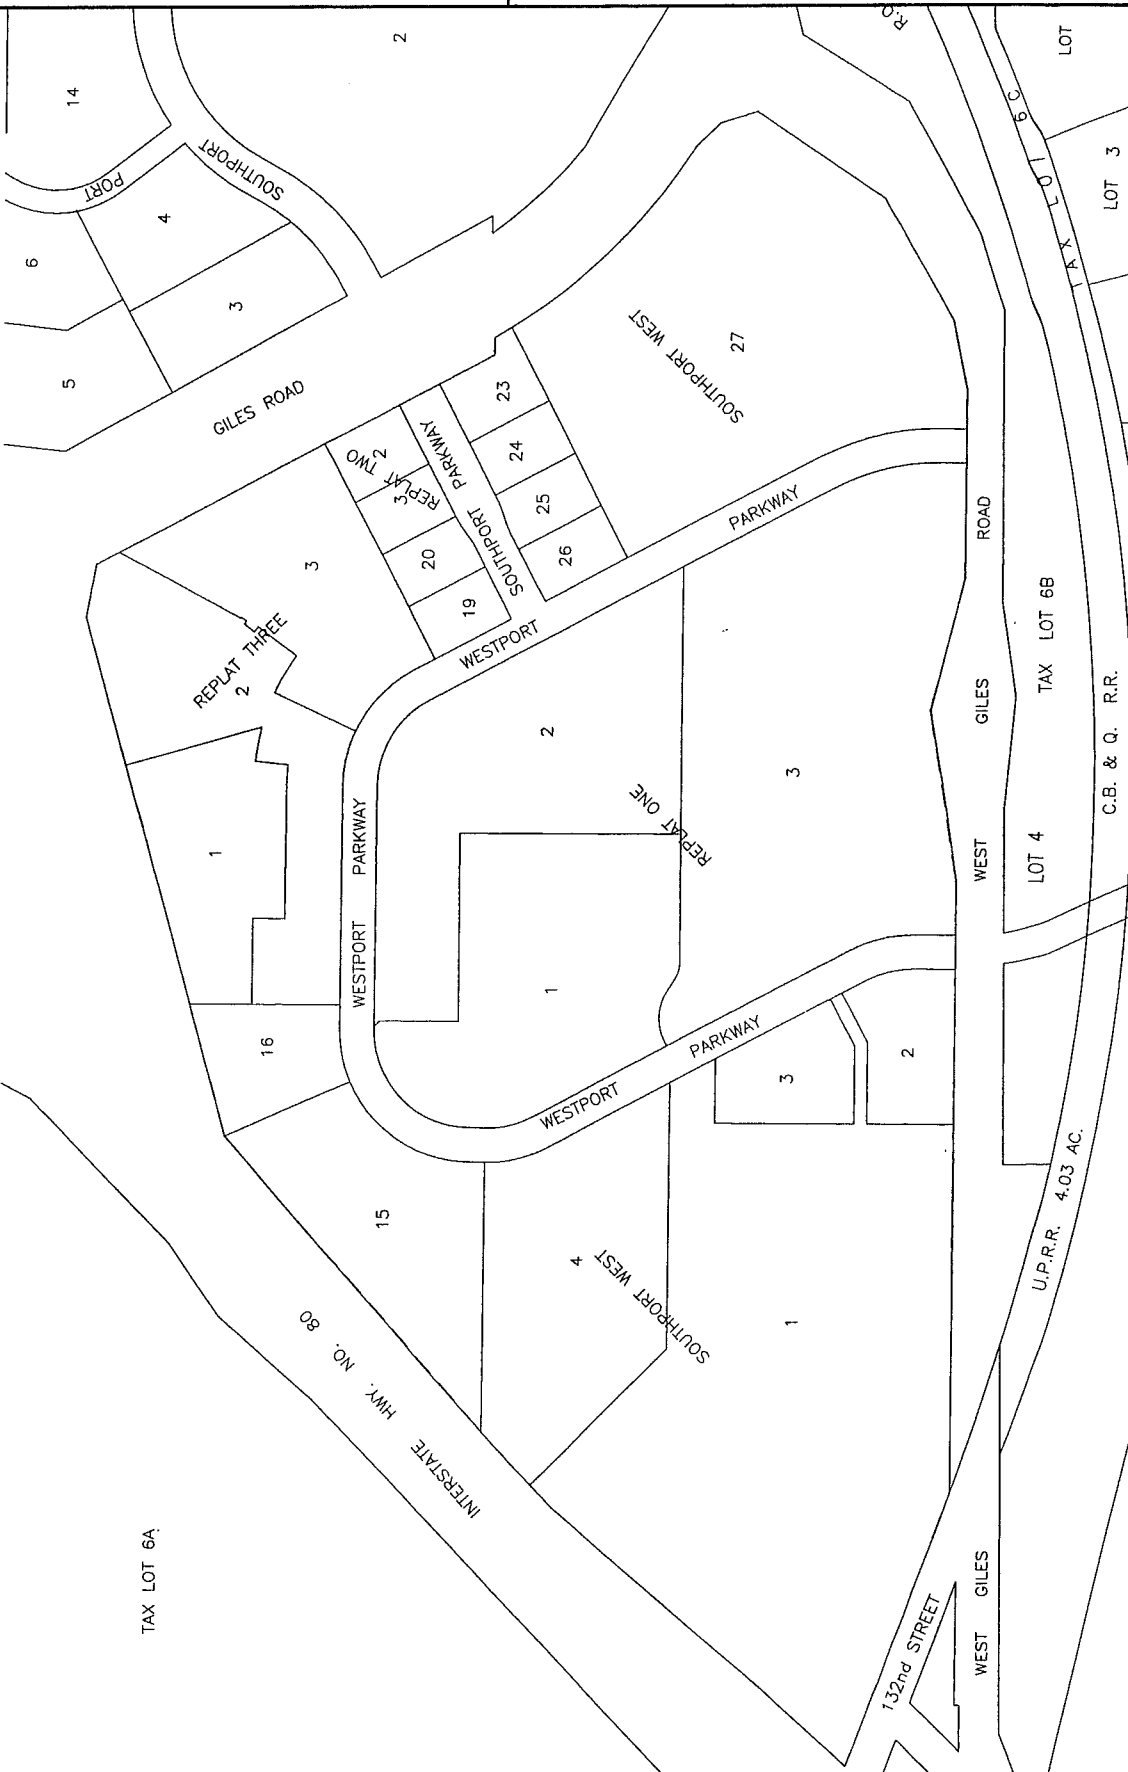 2
14
R.O.
LOT
TAX LOT 6C
LOT 3
PORT
SOUTHPORT
4
6
3
5
GILES ROAD
SOUTHPORT WEST
27
23
24
25
26
SOUTHPORT PARKWAY
REPLAT TWO
2
3
20
19
WESTPORT PARKWAY
3
REPLAT THREE
2
1
16
WESTPORT PARKWAY
2
REPLAT ONE
3
1
WESTPORT PARKWAY
3
2
WEST GILES ROAD
TAX LOT 6B
LOT 4
C.B. & Q. R.R.
U.P.R.R. 4.03 AC.
15
4
SOUTHPORT WEST
1
INTERSTATE HWY. NO. 80
TAX LOT 6A
132nd STREET
WEST GILES